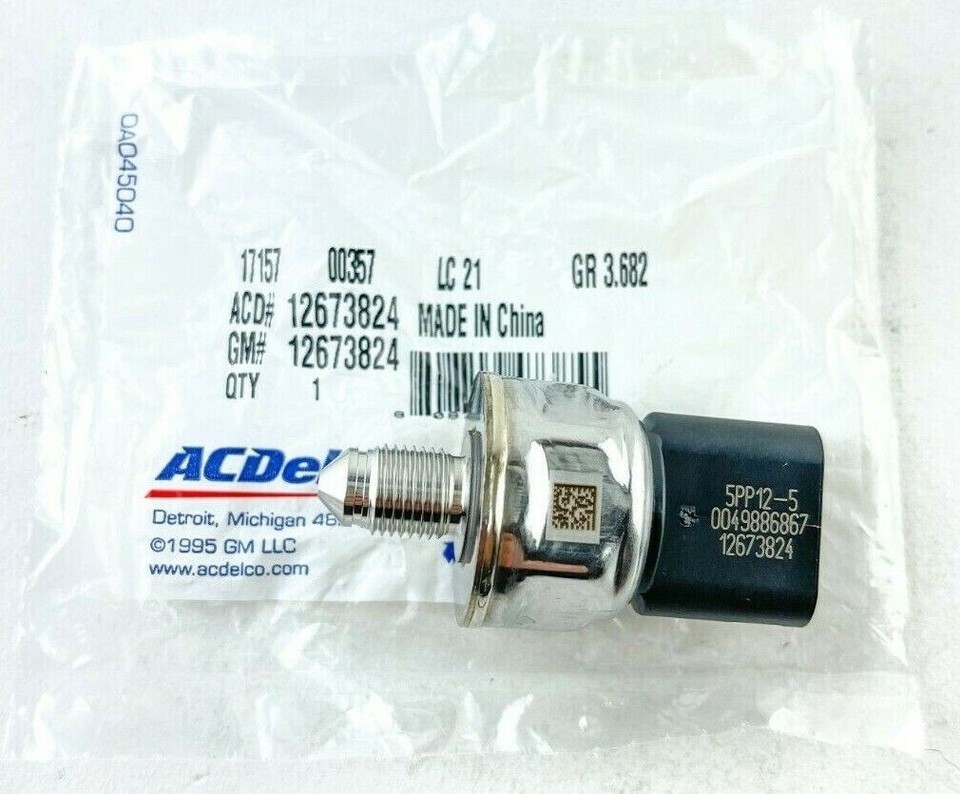 0A045040
17157 00357 LC 21 GR 3.682
ACD# 12673824 MADE IN China
GM# 12673824
QTY 1
ACDel
Detroit, Michigan 48
©1995 GM LLC
www.acdelco.com
5PP12-5
0049886867
12673824